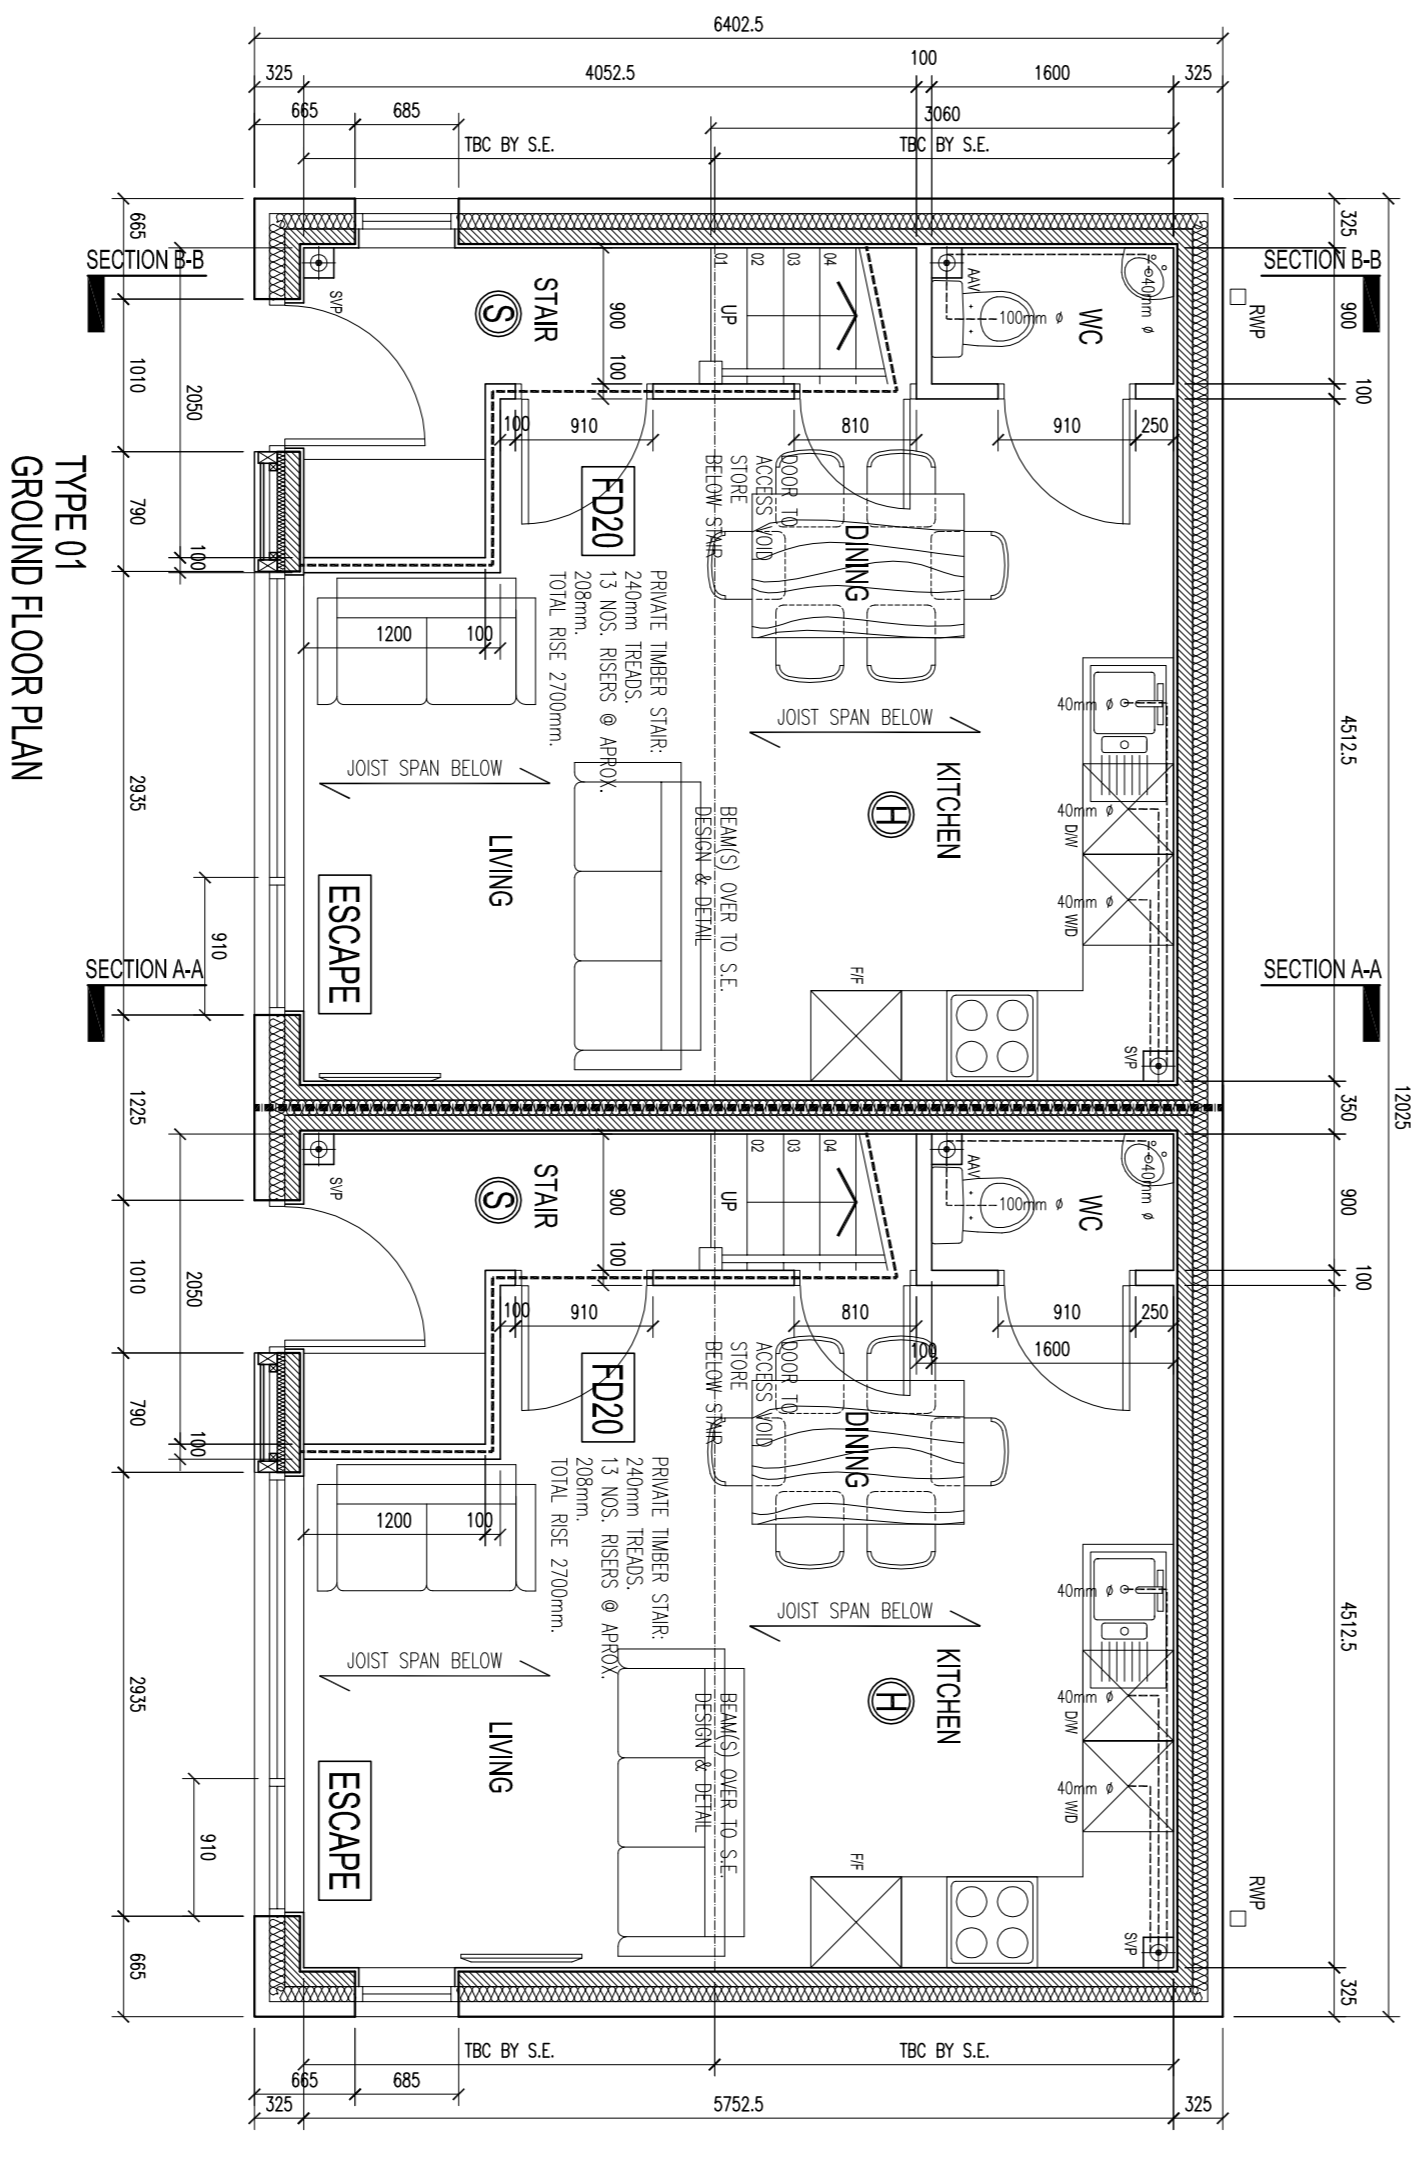 6402.5
325
4052.5
100
1600
325
665
685
3060
TBC BY S.E.
TBC BY S.E.
12025
325
900
100
4512.5
350
900
100
4512.5
325
SECTION B-B
SECTION B-B
RWP
SECTION A-A
SECTION A-A
RWP
665
1010
2050
790
100
2935
910
1225
1010
2050
790
100
2935
910
665
SVP
STAIR
S
900
100
01
02
03
04
UP
AAV
100mm ø
40mm ø
WC
100
910
810
910
250
FD20
DOOR TO
ACCESS VOID
STORE
BELOW STAIR
DINING
PRIVATE TIMBER STAIR:
240mm TREADS.
13 NOS. RISERS @ APROX.
208mm.
TOTAL RISE 2700mm.
1200
100
JOIST SPAN BELOW
JOIST SPAN BELOW
KITCHEN
H
40mm ø
40mm ø
D/W
40mm ø
W/D
LIVING
BEAM(S) OVER TO S.E.
DESIGN & DETAIL
ESCAPE
F/F
SVP
SVP
STAIR
S
900
100
02
03
04
UP
AAV
100mm ø
40mm ø
WC
100
910
810
910
250
100
1600
FD20
DOOR TO
ACCESS VOID
STORE
BELOW STAIR
DINING
PRIVATE TIMBER STAIR:
240mm TREADS.
13 NOS. RISERS @ APROX.
208mm.
TOTAL RISE 2700mm.
1200
100
JOIST SPAN BELOW
JOIST SPAN BELOW
KITCHEN
H
40mm ø
40mm ø
D/W
40mm ø
W/D
LIVING
BEAM(S) OVER TO S.E.
DESIGN & DETAIL
ESCAPE
F/F
SVP
TBC BY S.E.
TBC BY S.E.
665
685
325
5752.5
325
TYPE 01
GROUND FLOOR PLAN